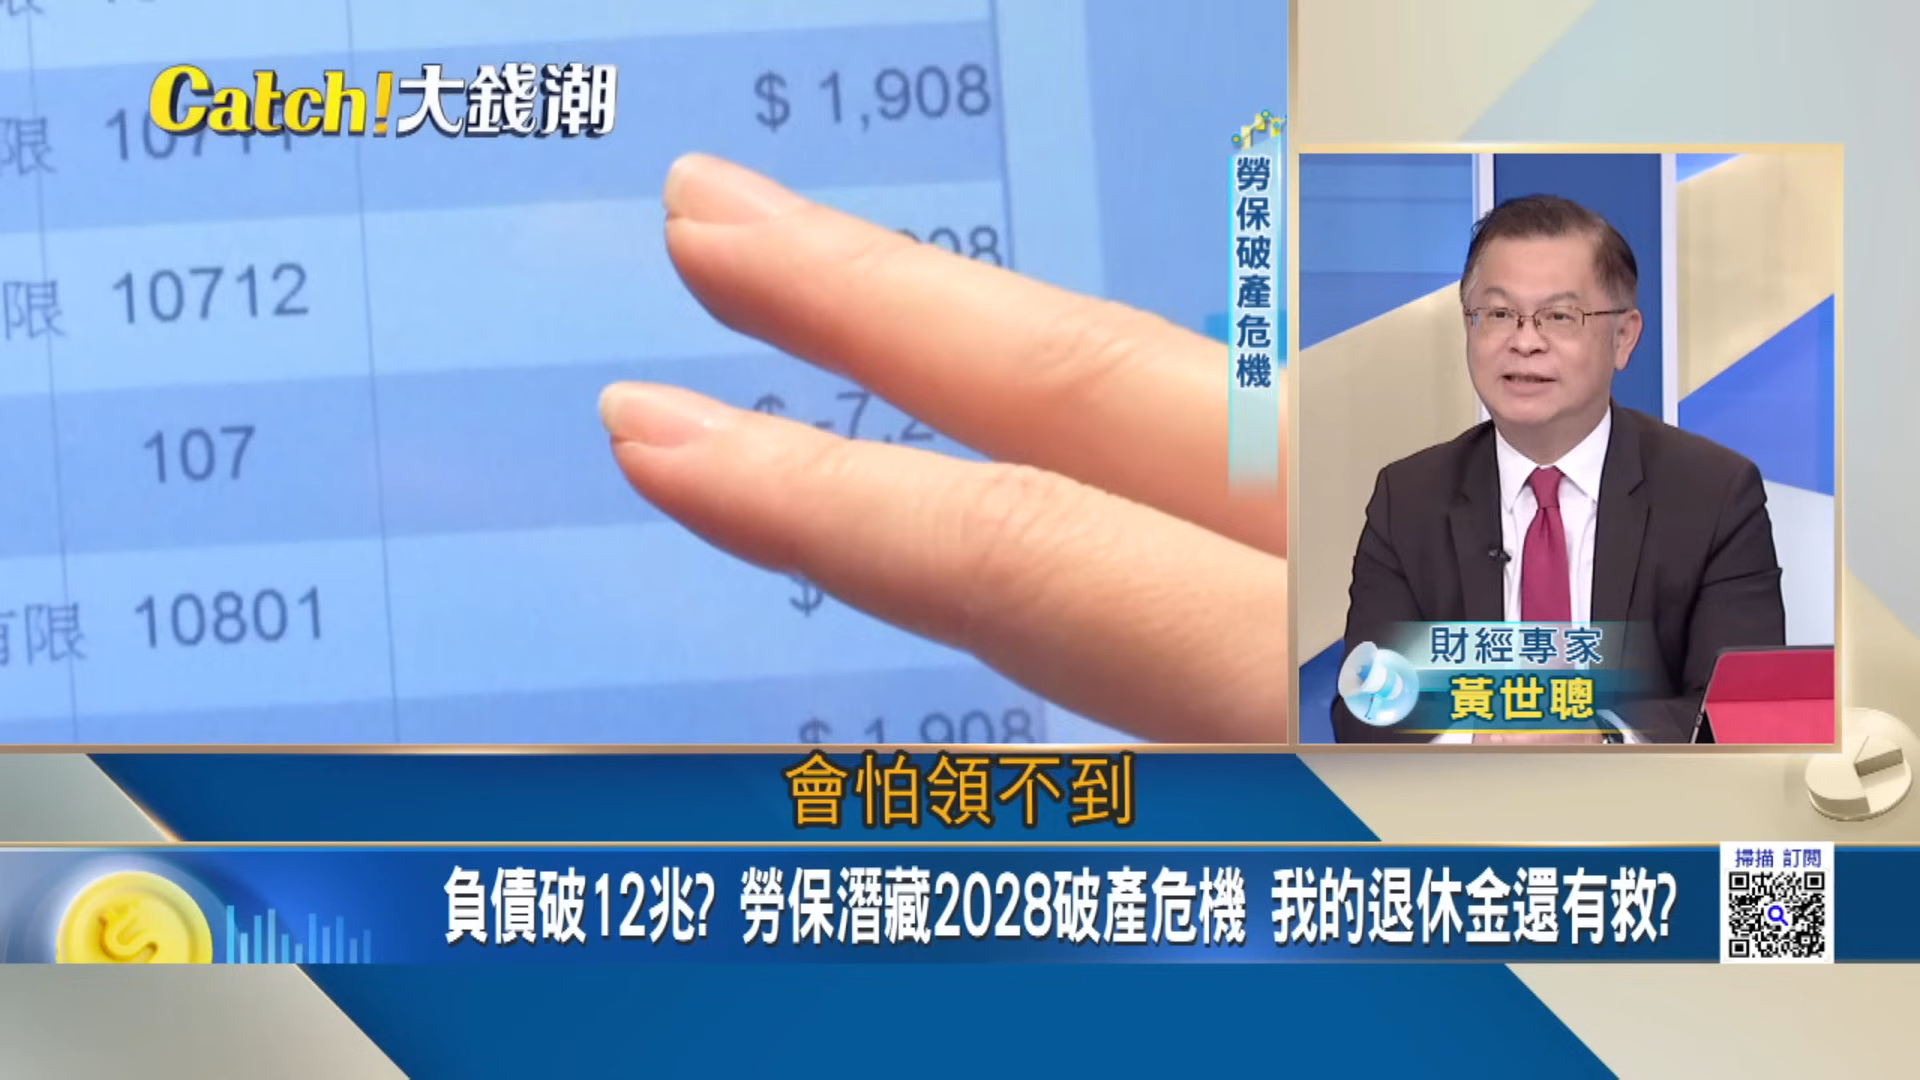 Catch!大錢潮
$ 1,908
限
限 10712
107
有限 10801
$ 1,908
勞保破產危機
財經專家
黃世聰
會怕領不到
負債破12兆? 勞保潛藏2028破產危機 我的退休金還有救?
掃描 訂閱